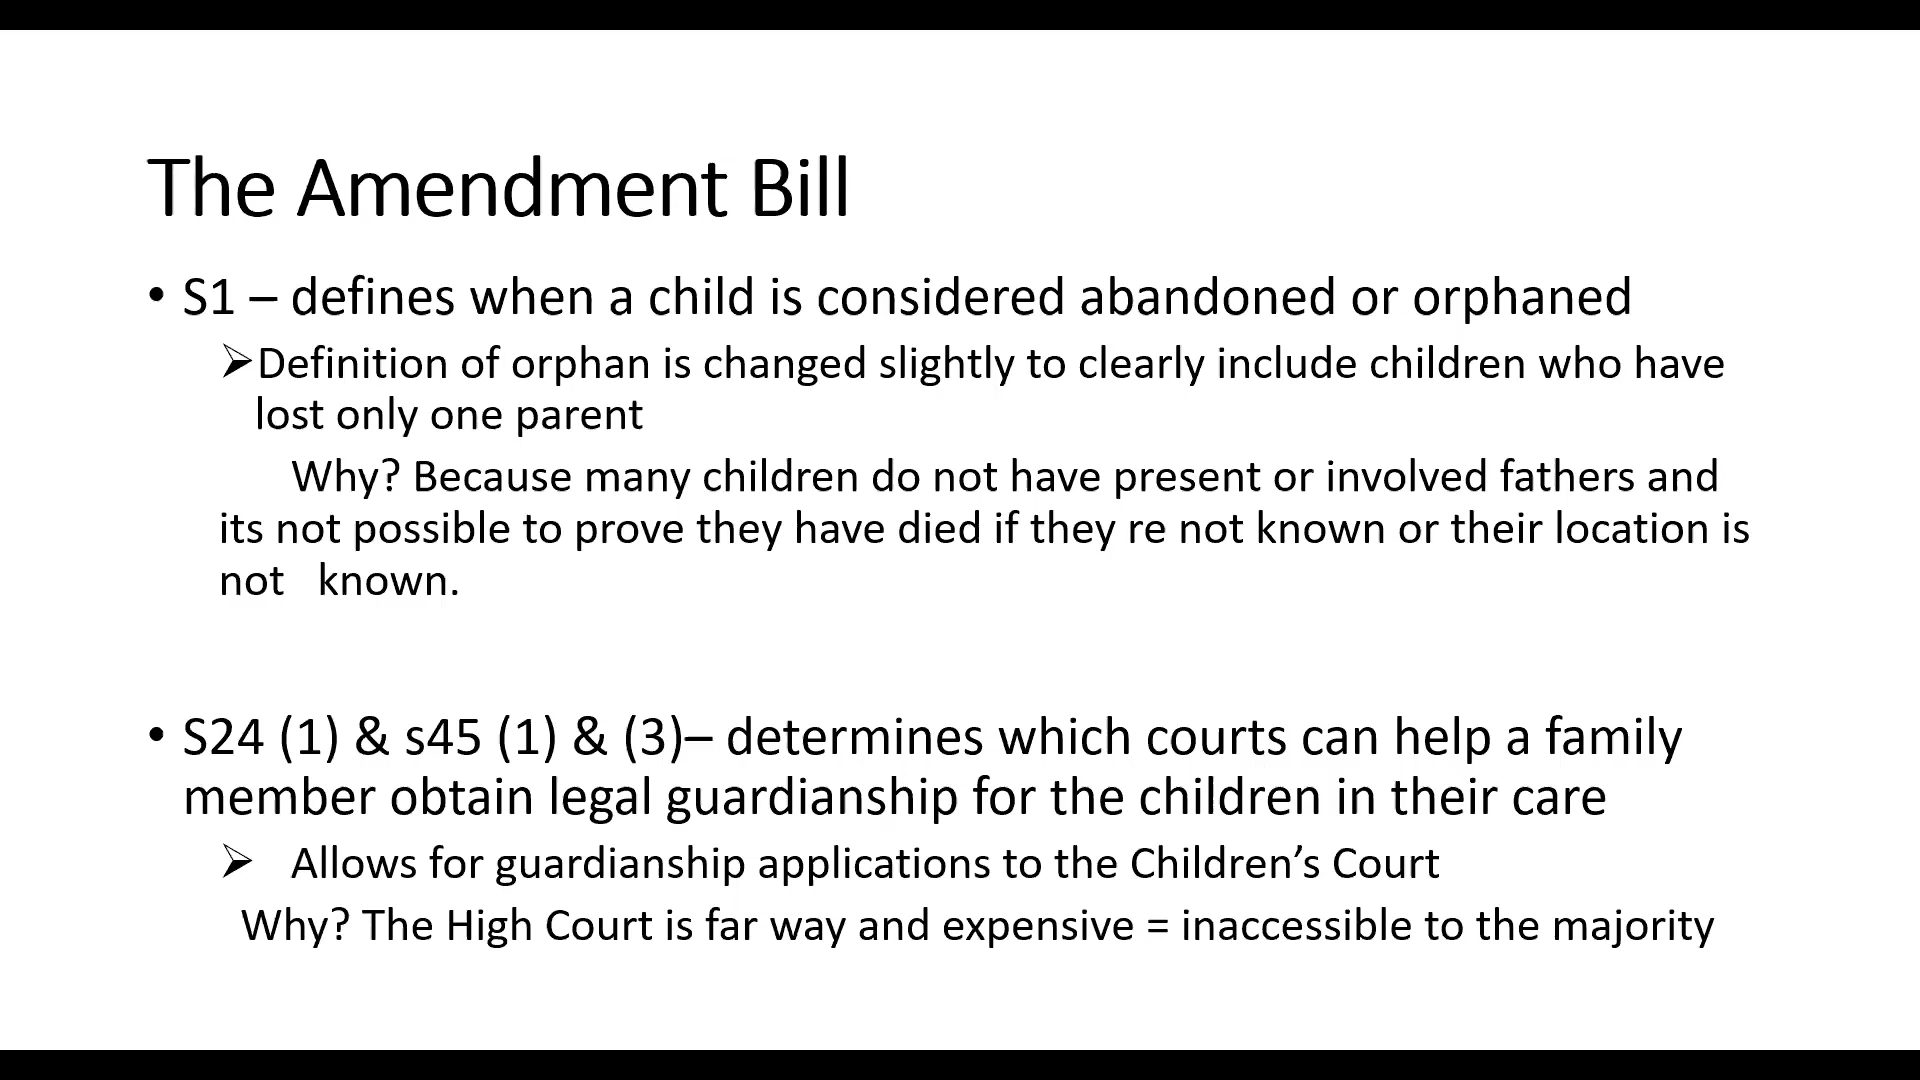 The Amendment Bill
• S1 – defines when a child is considered abandoned or orphaned
➢Definition of orphan is changed slightly to clearly include children who have
lost only one parent
Why? Because many children do not have present or involved fathers and
its not possible to prove they have died if they re not known or their location is
not known.
• S24 (1) & s45 (1) & (3)– determines which courts can help a family
member obtain legal guardianship for the children in their care
➢ Allows for guardianship applications to the Children’s Court
Why? The High Court is far way and expensive = inaccessible to the majority